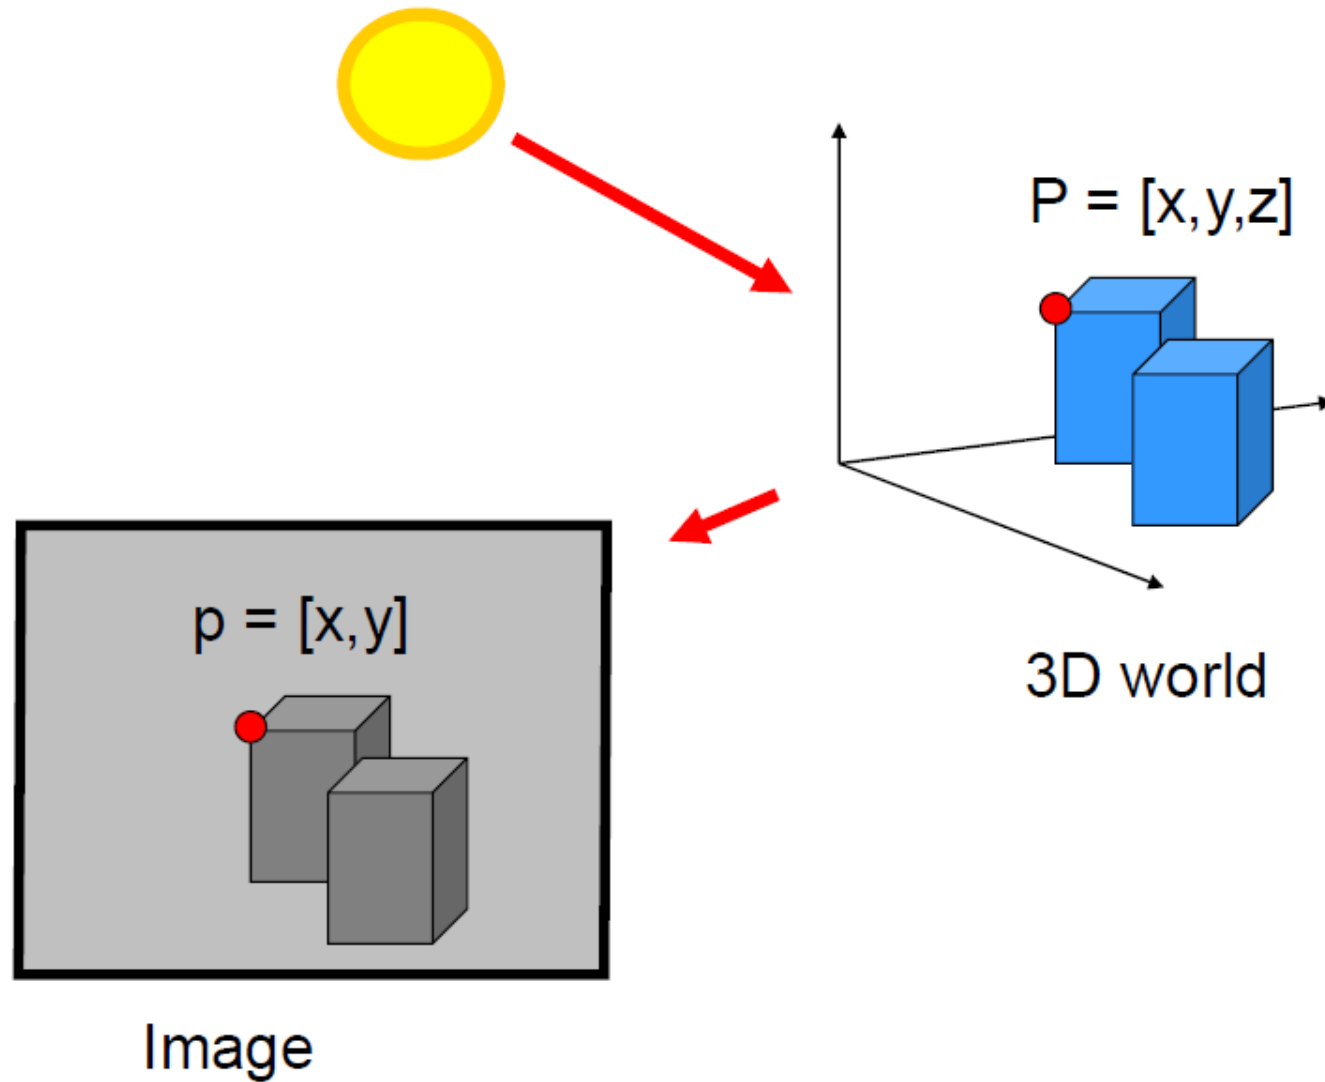 P = [x,y,z]
p = [x,y]
3D world
Image